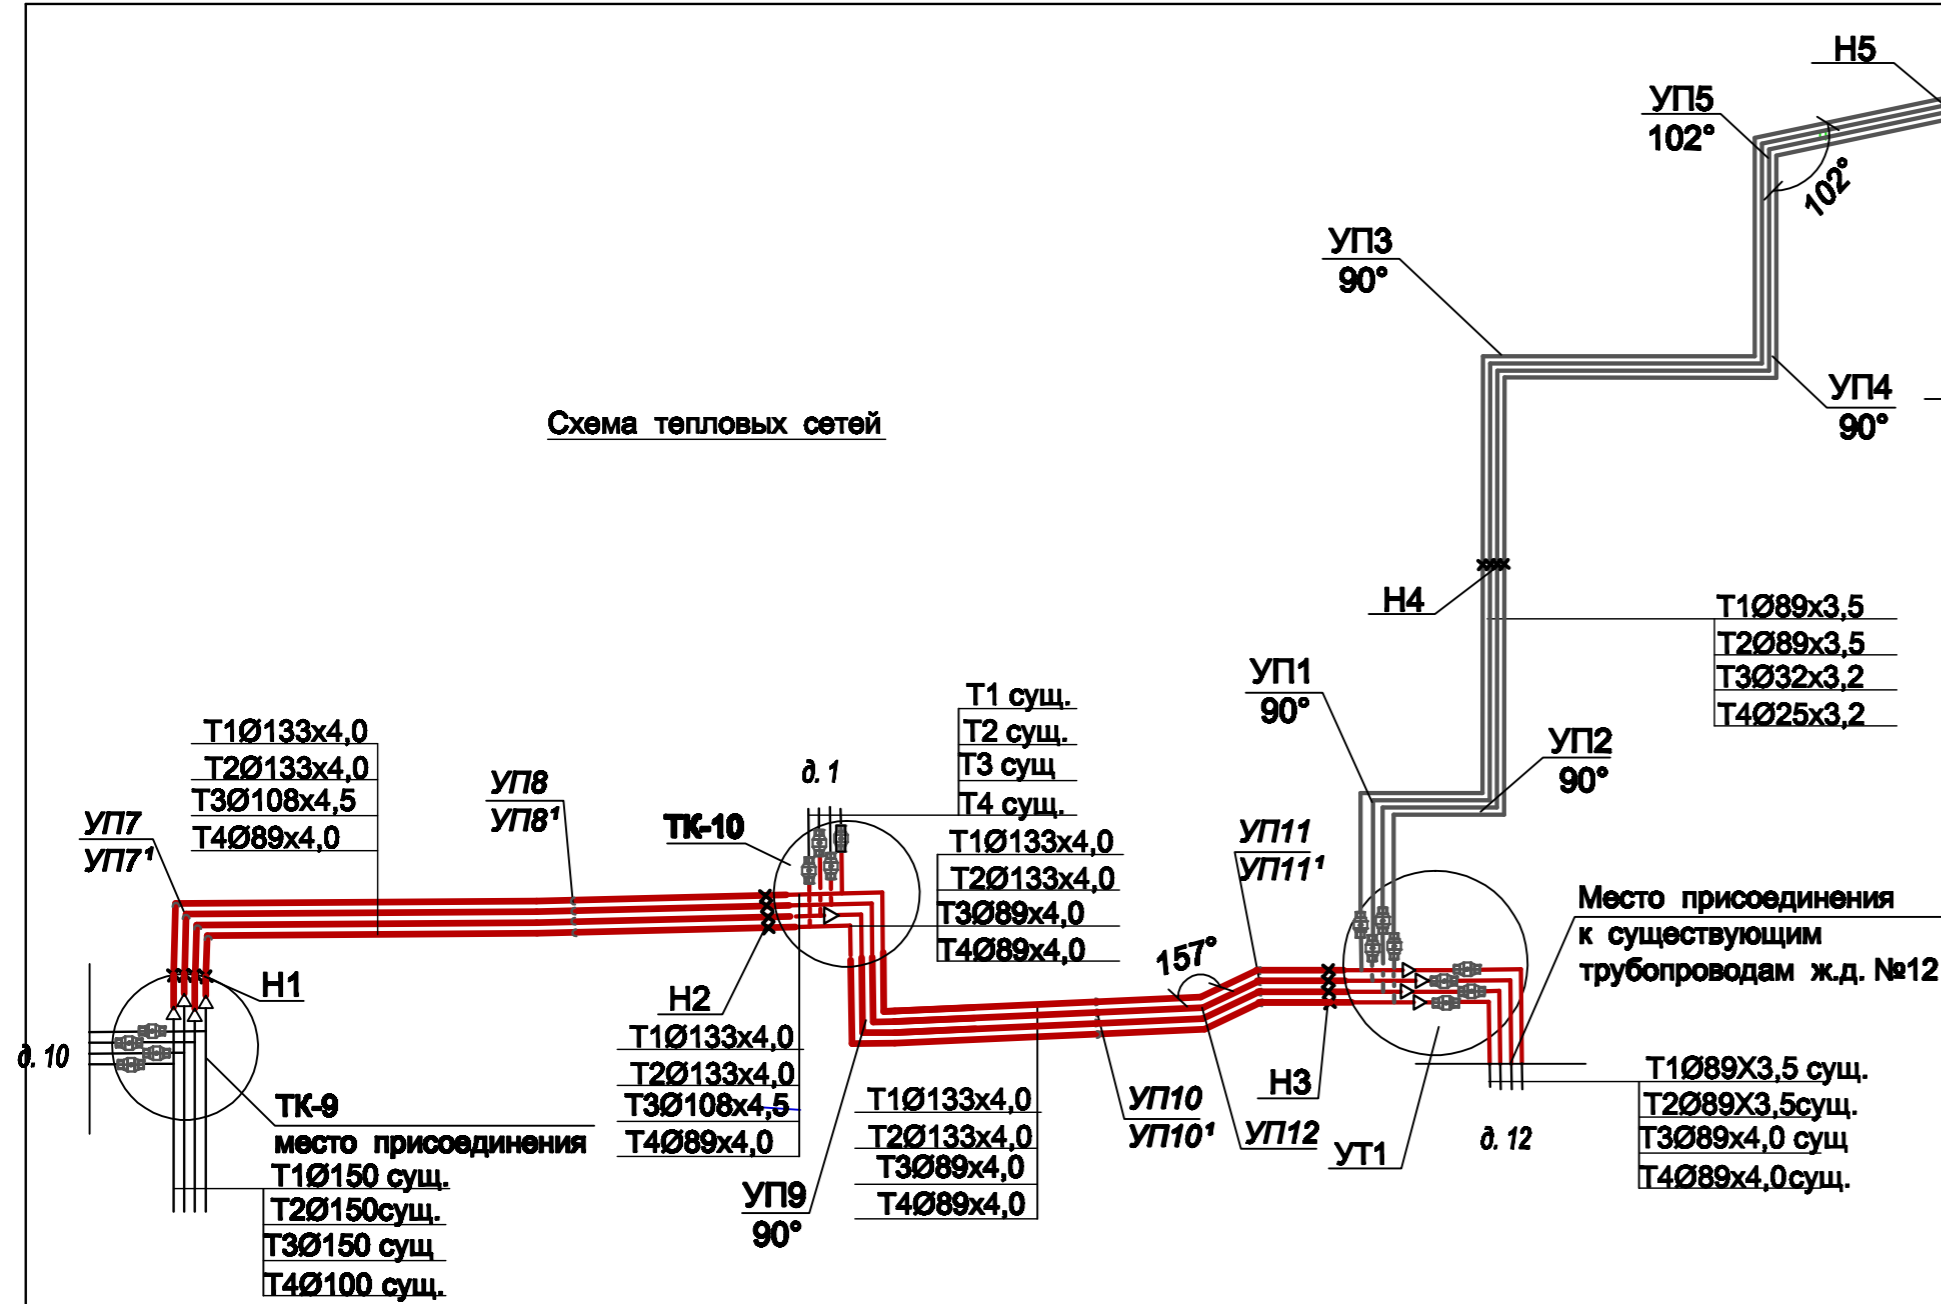 Н5
УП5
102°
102°
УП3
90°
УП4
90°
Схема тепловых сетей
Н4
Т1Ø89х3,5
Т2Ø89х3,5
Т3Ø32х3,2
Т4Ø25х3,2
УП1
90°
УП2
90°
Т1 сущ.
Т2 сущ.
Т3 сущ
Т4 сущ.
д. 1
Т1Ø133х4,0
Т2Ø133х4,0
Т3Ø108х4,5
Т4Ø89х4,0
УП7
УП7¹
УП8
УП8¹
ТК-10
Т1Ø133х4,0
Т2Ø133х4,0
Т3Ø89х4,0
Т4Ø89х4,0
УП11
УП11¹
157°
Место присоединения
к существующим
трубопроводам ж.д. №12
Н1
Н2
Т1Ø133х4,0
Т2Ø133х4,0
Т3Ø108х4,5
Т4Ø89х4,0
д. 10
ТК-9
место присоединения
Т1Ø150 сущ.
Т2Ø150сущ.
Т3Ø150 сущ
Т4Ø100 сущ.
УП9
90°
Т1Ø133х4,0
Т2Ø133х4,0
Т3Ø89х4,0
Т4Ø89х4,0
УП10
УП10¹
УП12
Н3
УТ1
д. 12
Т1Ø89Х3,5 сущ.
Т2Ø89Х3,5сущ.
Т3Ø89х4,0 сущ
Т4Ø89х4,0сущ.